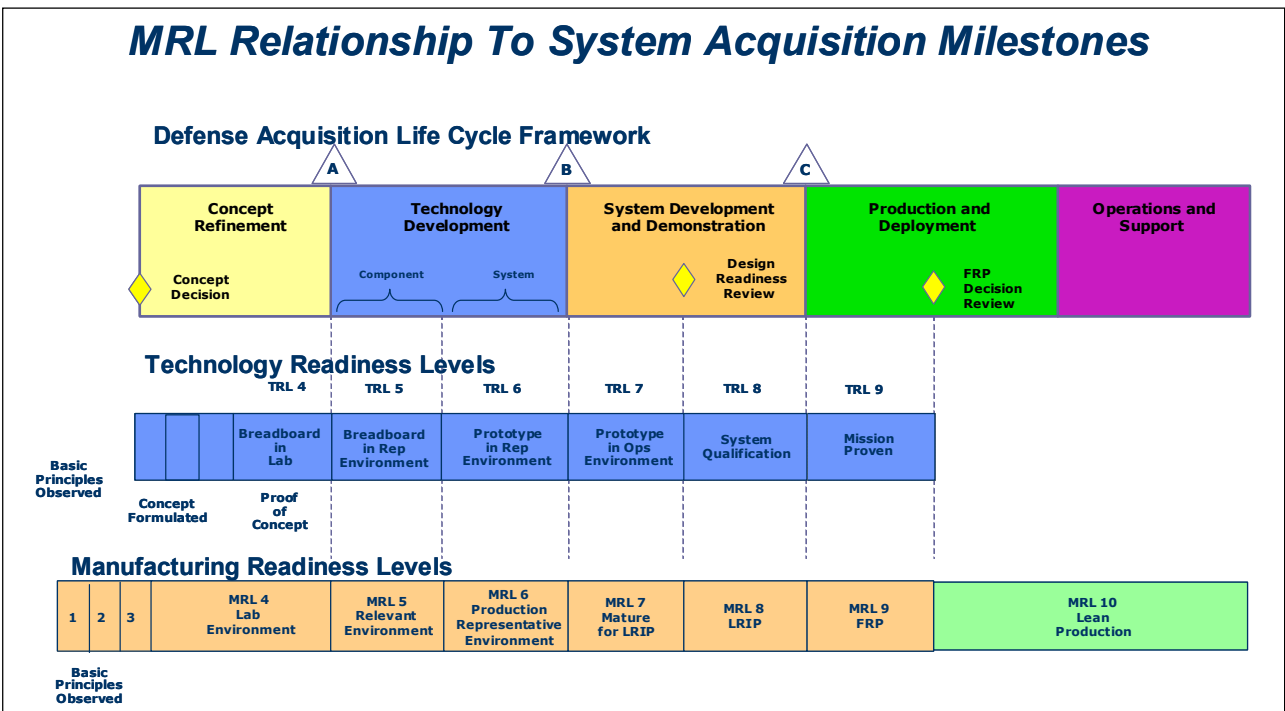 MRL Relationship To System Acquisition Milestones
Defense Acquisition Life Cycle Framework
A
B
C
Concept
Refinement
Technology
Development
System Development
and Demonstration
Production and
Deployment
Operations and
Support
Concept
Decision
Component
System
Design
Readiness
Review
FRP
Decision
Review
Technology Readiness Levels
TRL 4
TRL 5
TRL 6
TRL 7
TRL 8
TRL 9
Breadboard
in
Lab
Breadboard
in Rep
Environment
Prototype
in Rep
Environment
Prototype
in Ops
Environment
System
Qualification
Mission
Proven
Basic
Principles
Observed
Concept
Formulated
Proof
of
Concept
Manufacturing Readiness Levels
1
2
3
MRL 4
Lab
Environment
MRL 5
Relevant
Environment
MRL 6
Production
Representative
Environment
MRL 7
Mature
for LRIP
MRL 8
LRIP
MRL 9
FRP
MRL 10
Lean
Production
Basic
Principles
Observed